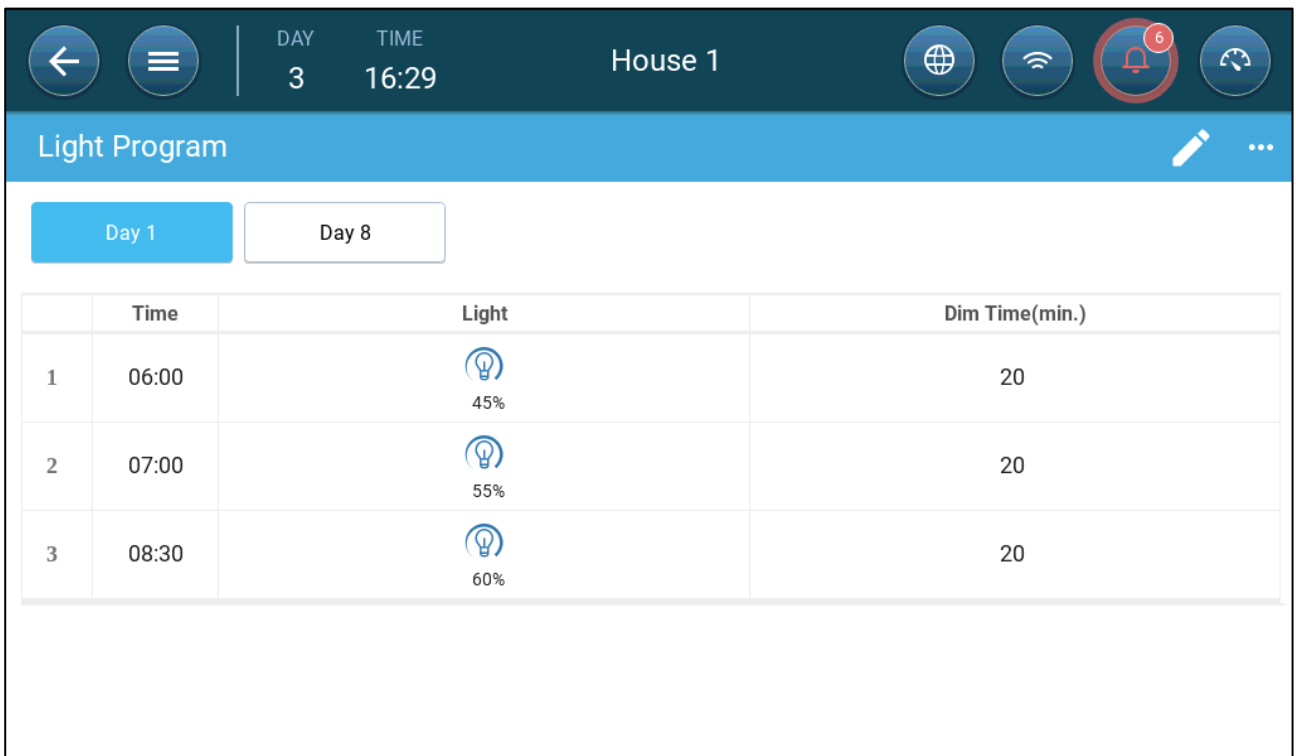 DAY TIME
3 16:29
House 1
6
Light Program
Day 1 Day 8
Time Light Dim Time(min.)
1 06:00 45% 20
2 07:00 55% 20
3 08:30 60% 20